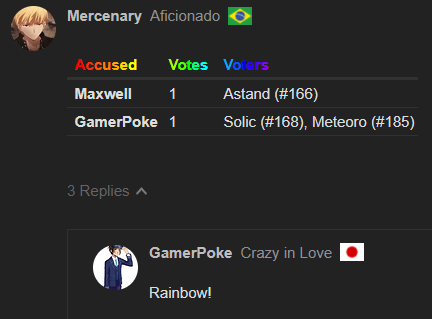 Mercenary Aficionado
Accused Votes Voters
Maxwell 1 Astand (#166)
GamerPoke 1 Solic (#168), Meteoro (#185)
3 Replies
GamerPoke Crazy in Love
Rainbow!